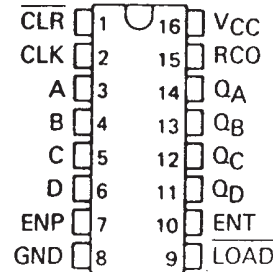 CLR 1 16 VCC
CLK 2 15 RCO
A 3 14 QA
B 4 13 QB
C 5 12 QC
D 6 11 QD
ENP 7 10 ENT
GND 8 9 LOAD